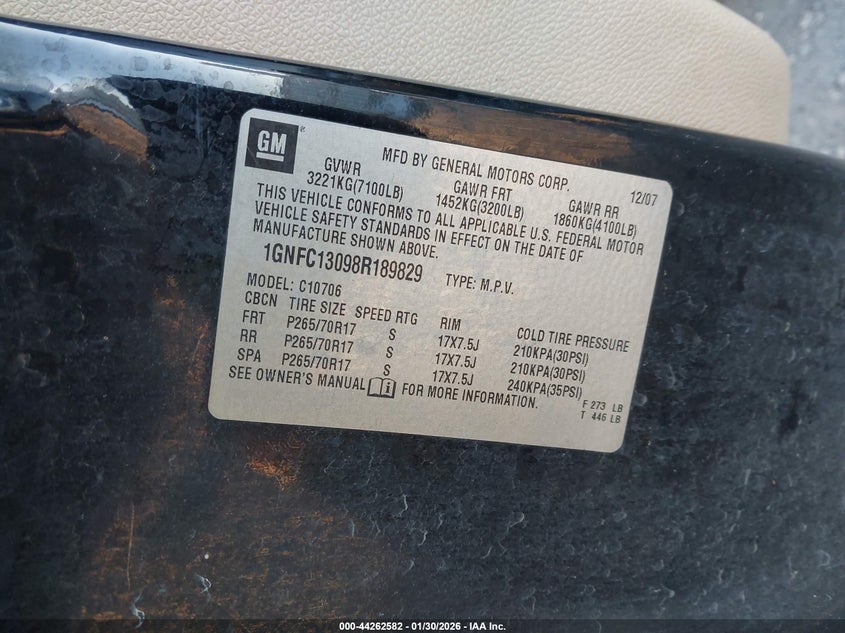 GM ®
MFD BY GENERAL MOTORS CORP. 12/07
GVWR GAWR FRT GAWR RR
3221KG(7100LB) 1452KG(3200LB) 1860KG(4100LB)
THIS VEHICLE CONFORMS TO ALL APPLICABLE U.S. FEDERAL MOTOR
VEHICLE SAFETY STANDARDS IN EFFECT ON THE DATE OF
MANUFACTURE SHOWN ABOVE.
1GNFC13098R189829 TYPE: M.P.V.
MODEL: C10706
CBCN TIRE SIZE SPEED RTG RIM COLD TIRE PRESSURE
FRT P265/70R17 S 17X7.5J 210KPA(30PSI)
RR P265/70R17 S 17X7.5J 210KPA(30PSI)
SPA P265/70R17 S 17X7.5J 240KPA(35PSI)
SEE OWNER'S MANUAL i FOR MORE INFORMATION.
F 273 LB
T 446 LB
000-44262582 - 01/30/2026 - IAA Inc.